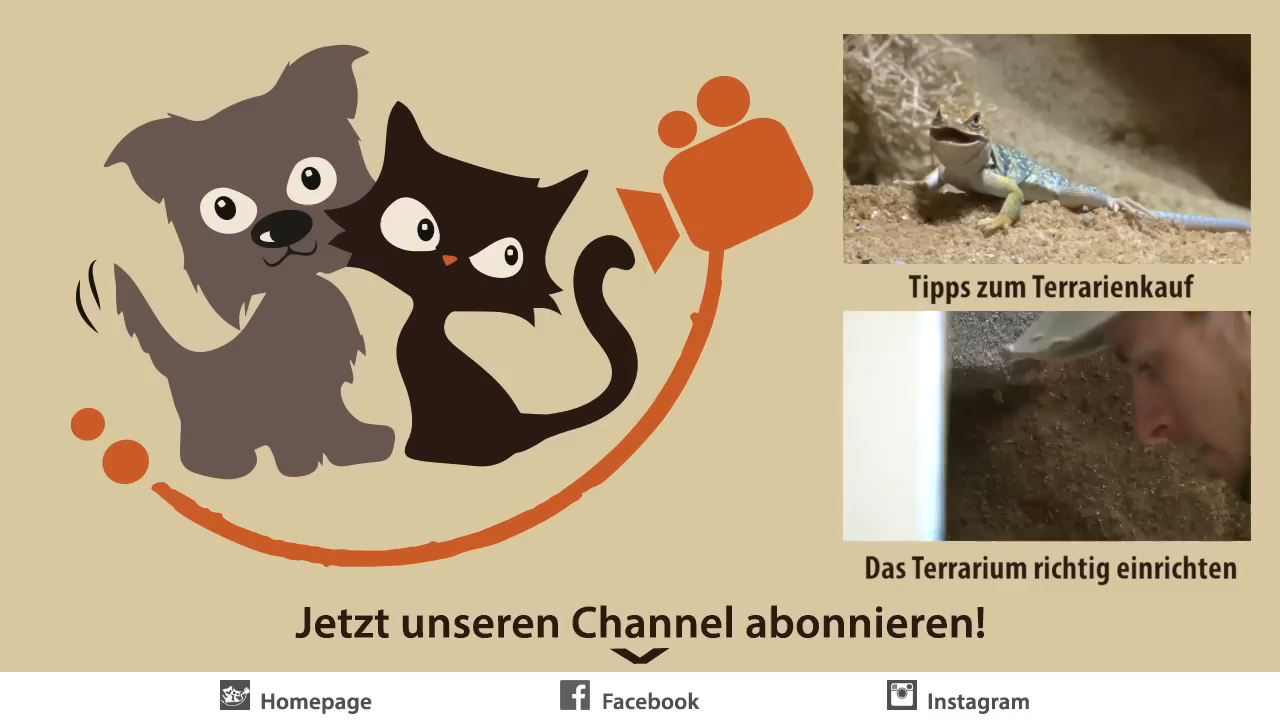 Tipps zum Terrarienkauf
Das Terrarium richtig einrichten
Jetzt unseren Channel abonnieren!
Homepage
Facebook
Instagram